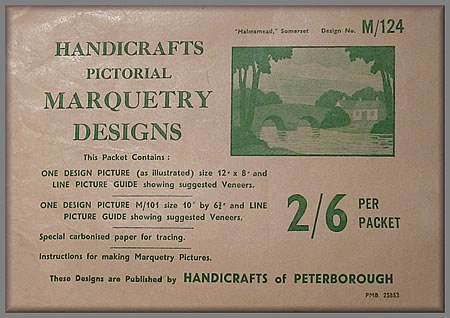 "Malmsmead," Somerset Design No. M/124
HANDICRAFTS
PICTORIAL
MARQUETRY
DESIGNS
This Packet Contains :
ONE DESIGN PICTURE (as illustrated) size 12" x 8" and
LINE PICTURE GUIDE showing suggested Veneers.
ONE DESIGN PICTURE M/101 size 10" by 6¾" and LINE
PICTURE GUIDE showing suggested Veneers.
Special carbonised paper for tracing.
Instructions for making Marquetry Pictures.
2/6 PER
PACKET
These Designs are Published by HANDICRAFTS of PETERBOROUGH
PMB. 25853